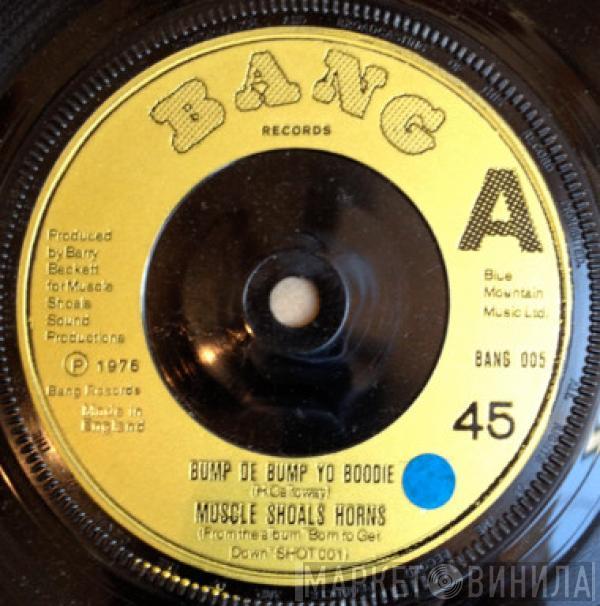 BANG
RECORDS
A
Produced
by Barry
Beckett
for Muscle
Shoals
Sound
Productions
Ⓟ 1976
Bang Records
Made in
England
Blue
Mountain
Music Ltd.
BANG 005
45
BUMP DE BUMP YO BOODIE
(H.Calloway)
MUSCLE SHOALS HORNS
(From the album "Born to Get
Down" SHOT 001)
МАРКЕТ ВИНИЛА